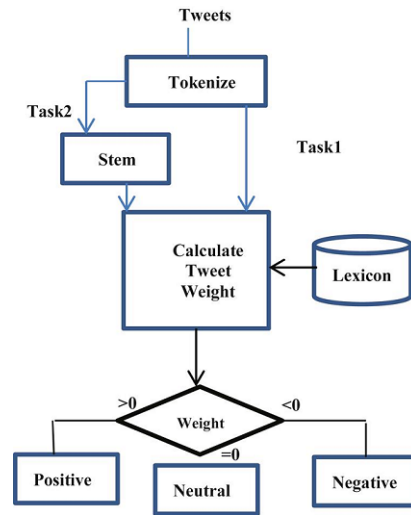 Tweets
Tokenize
Task2
Task1
Stem
Calculate
Tweet
Weight
Lexicon
>0
<0
Weight
=0
Positive
Neutral
Negative